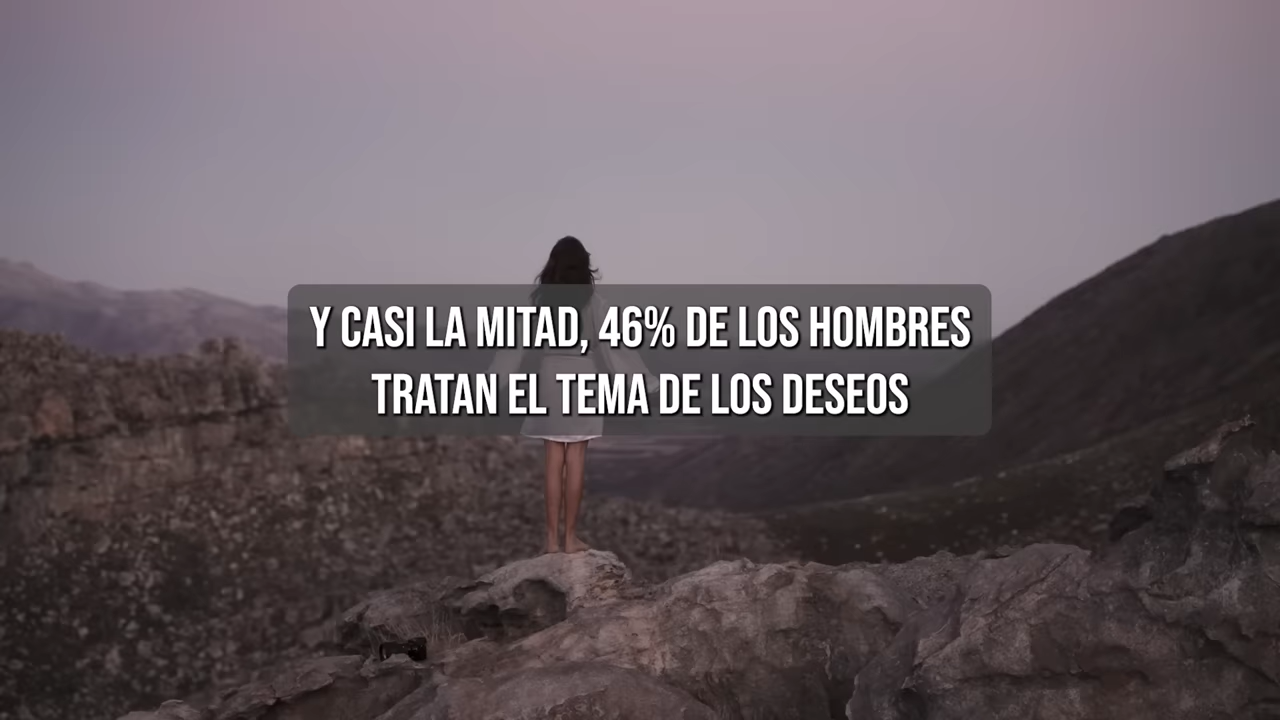 Y CASI LA MITAD, 46% DE LOS HOMBRES
TRATAN EL TEMA DE LOS DESEOS